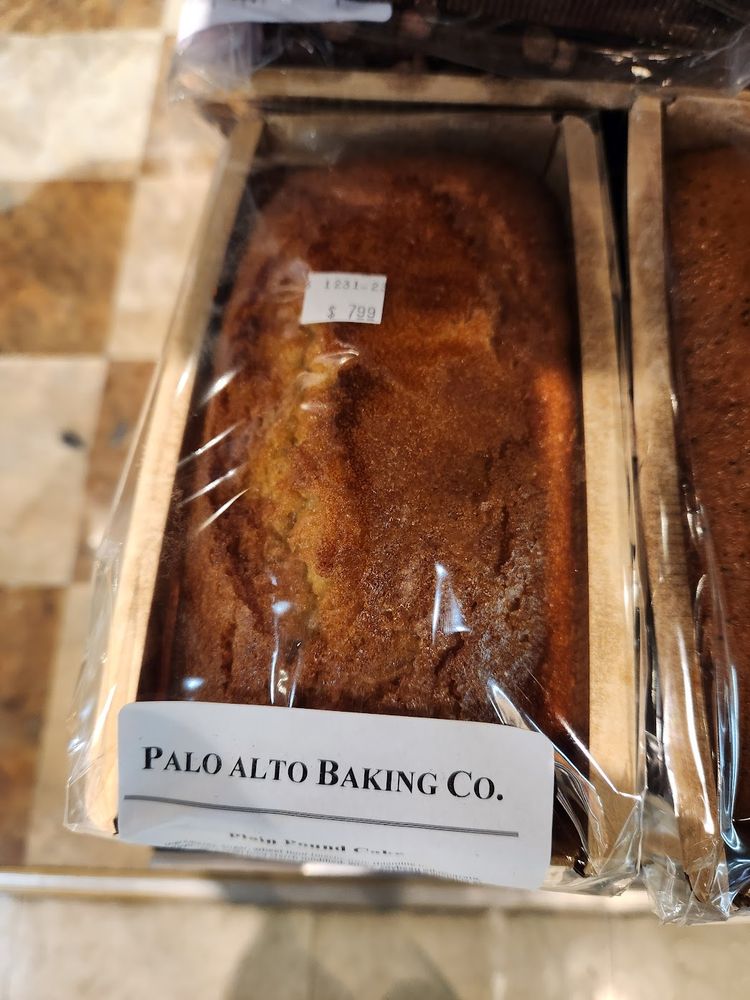 1231-23
$ 799
PALO ALTO BAKING CO.
Plain Pound Cake